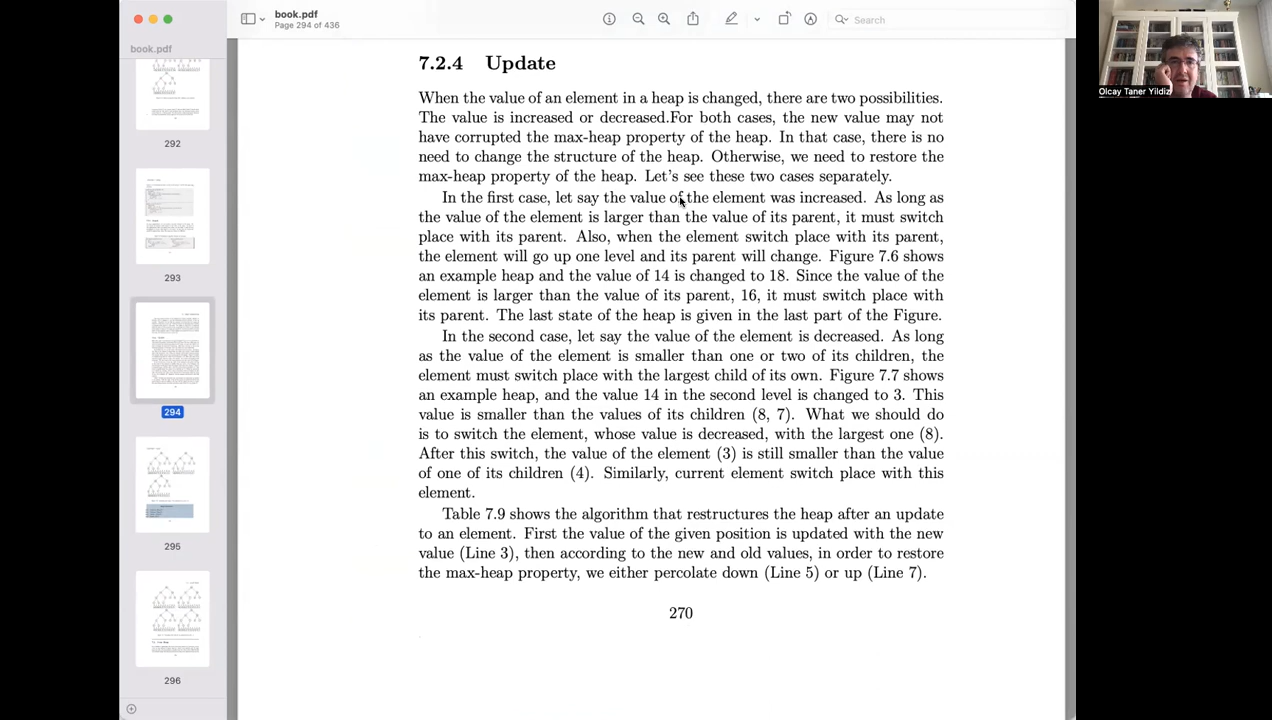 book.pdf
Page 294 of 436
Search
Olcay Taner Yildiz
book.pdf
292
293
294
295
296
7.2.4 Update
When the value of an element in a heap is changed, there are two possibilities.
The value is increased or decreased.For both cases, the new value may not
have corrupted the max-heap property of the heap. In that case, there is no
need to change the structure of the heap. Otherwise, we need to restore the
max-heap property of the heap. Let's see these two cases separately.
In the first case, let say the value of the element was increased. As long as
the value of the element is larger than the value of its parent, it must switch
place with its parent. Also, when the element switch place with its parent,
the element will go up one level and its parent will change. Figure 7.6 shows
an example heap and the value of 14 is changed to 18. Since the value of the
element is larger than the value of its parent, 16, it must switch place with
its parent. The last state of the heap is given in the last part of the Figure.
In the second case, let say the value of the element is decreased. As long
as the value of the element is smaller than one or two of its children, the
element must switch place with the largest child of its own. Figure 7.7 shows
an example heap, and the value 14 in the second level is changed to 3. This
value is smaller than the values of its children (8, 7). What we should do
is to switch the element, whose value is decreased, with the largest one (8).
After this switch, the value of the element (3) is still smaller than the value
of one of its children (4). Similarly, current element switch place with this
element.
Table 7.9 shows the algorithm that restructures the heap after an update
to an element. First the value of the given position is updated with the new
value (Line 3), then according to the new and old values, in order to restore
the max-heap property, we either percolate down (Line 5) or up (Line 7).
270